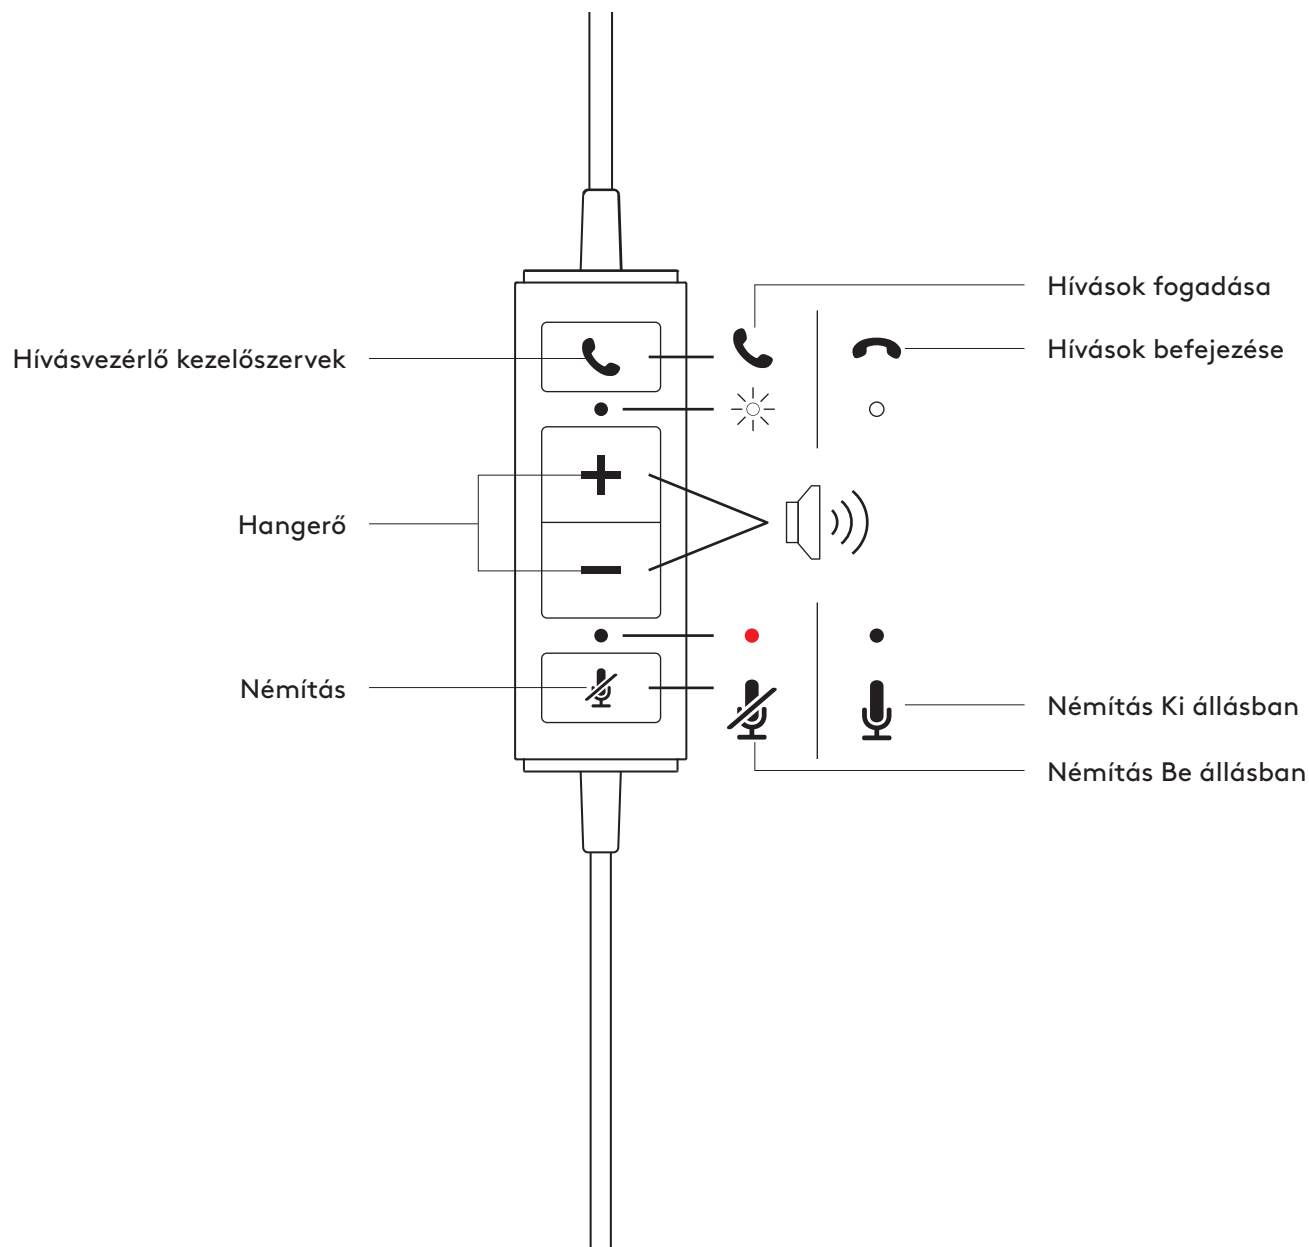 Hívások fogadása
Hívásvezérlő kezelőszervek
Hívások befejezése
Hangerő
Némítás
Némítás Ki állásban
Némítás Be állásban